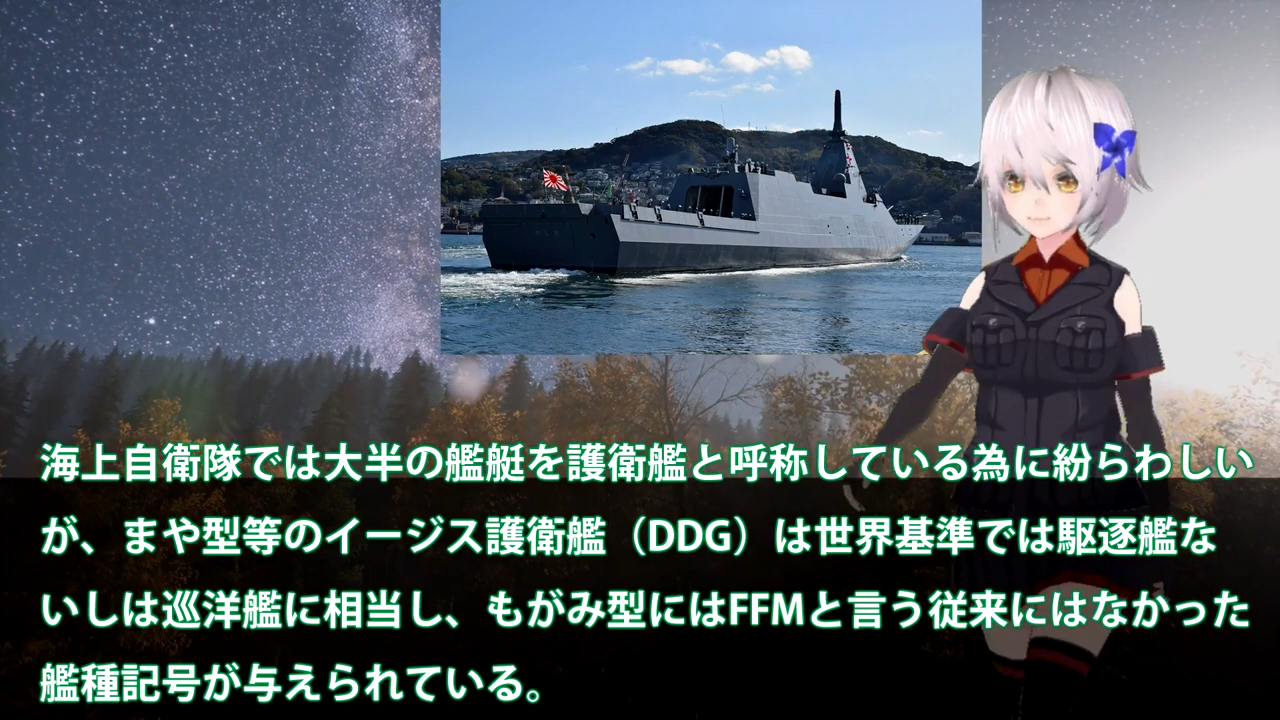 海上自衛隊では大半の艦艇を護衛艦と呼称している為に紛らわしい
が、まや型等のイージス護衛艦（DDG）は世界基準では駆逐艦な
いしは巡洋艦に相当し、もがみ型にはFFMと言う従来にはなかった
艦種記号が与えられている。